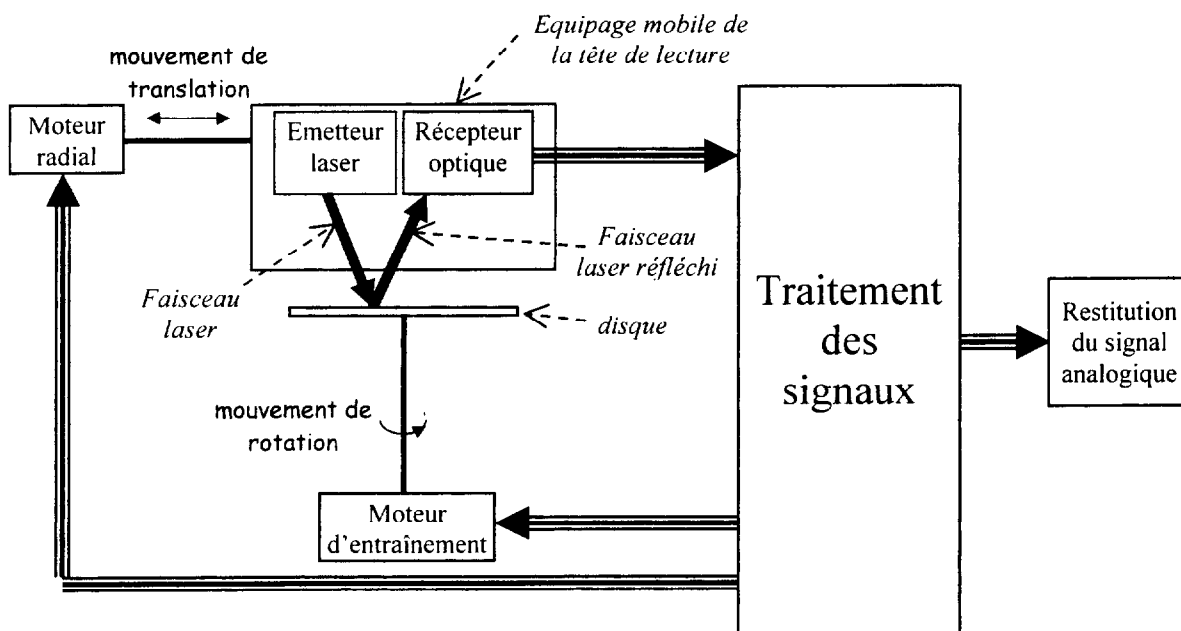 Equipage mobile de
la tête de lecture
mouvement de
translation
Moteur
radial
Emetteur
laser
Récepteur
optique
Faisceau
laser réfléchi
Faisceau
laser
disque
mouvement de
rotation
Moteur
d'entraînement
Traitement
des
signaux
Restitution
du signal
analogique